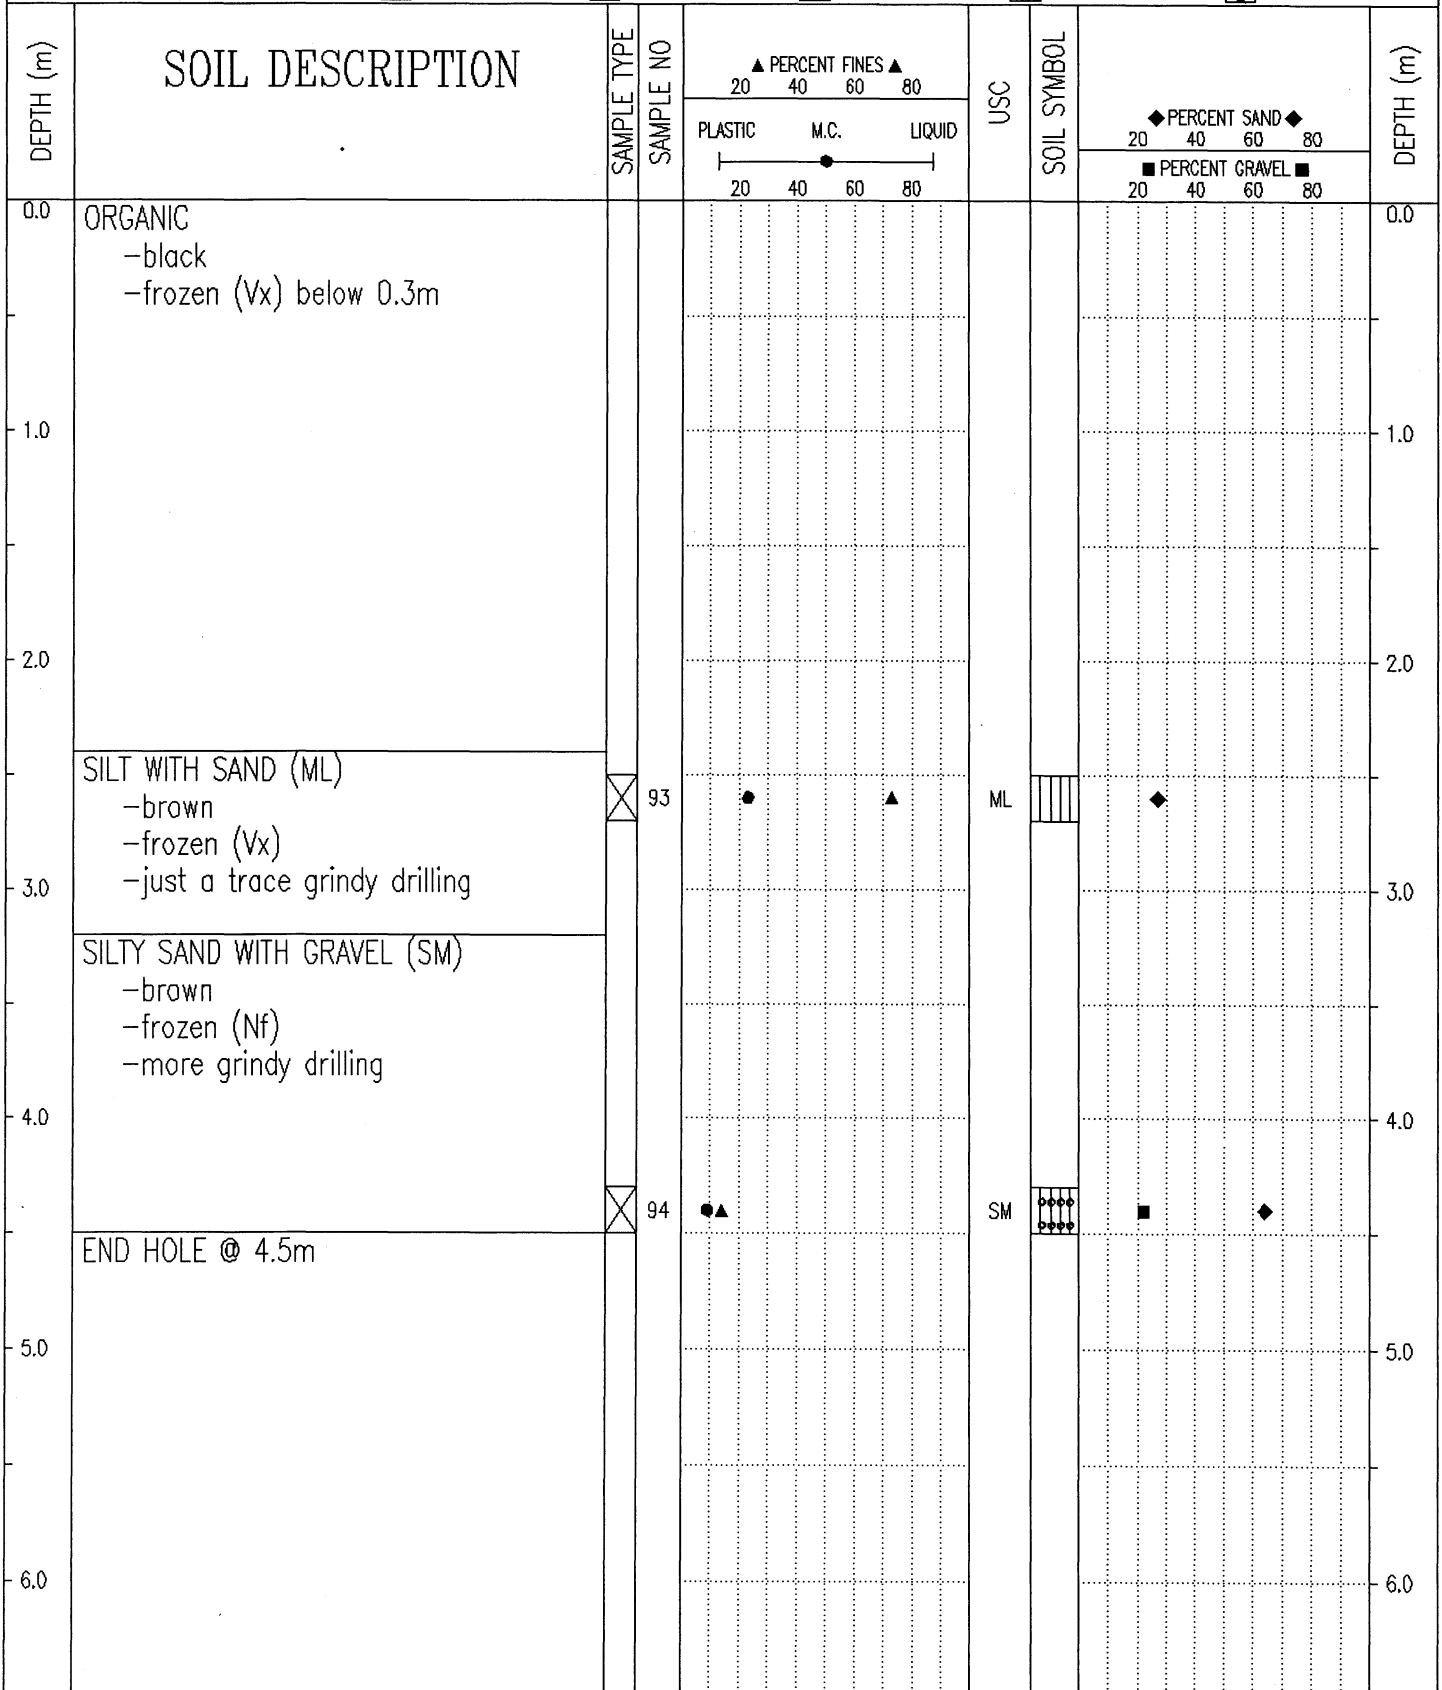 DEPTH (m)
SOIL DESCRIPTION
SAMPLE TYPE
SAMPLE NO
▲ PERCENT FINES ▲
20 40 60 80
PLASTIC M.C. LIQUID
20 40 60 80
USC
SOIL SYMBOL
◆ PERCENT SAND ◆
20 40 60 80
■ PERCENT GRAVEL ■
20 40 60 80
DEPTH (m)
0.0 ORGANIC 0.0
-black
-frozen (Vx) below 0.3m
1.0 1.0
2.0 2.0
SILT WITH SAND (ML)
-brown 93 ML
-frozen (Vx)
3.0 -just a trace grindy drilling 3.0
SILTY SAND WITH GRAVEL (SM)
-brown
-frozen (Nf)
-more grindy drilling
4.0 4.0
94 SM
END HOLE @ 4.5m
5.0 5.0
6.0 6.0